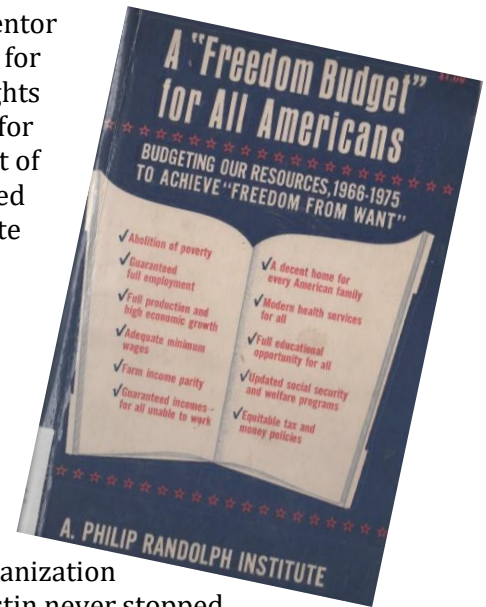 entor
for
ghts
for
t of
ed
te
A "Freedom Budget"
for All Americans
BUDGETING OUR RESOURCES, 1966-1975
TO ACHIEVE "FREEDOM FROM WANT"
✓Abolition of poverty
✓Guaranteed
full employment
✓Full production and
high economic growth
✓Adequate minimum
wages
✓Farm income parity
✓Guaranteed incomes-
for all unable to work
✓A decent home for
every American family
✓Modern health services
for all
✓Full educational
opportunity for all
✓Updated social security
and welfare programs
✓Equitable tax and
money policies
A. PHILIP RANDOLPH INSTITUTE
anization
stin never stopped